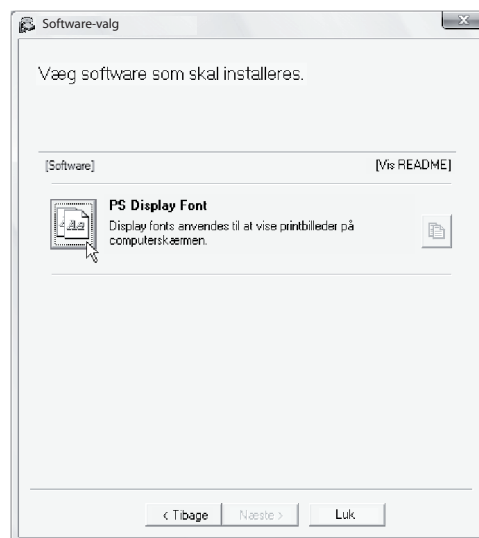 Software-valg
Væg software som skal installeres.
[Software] [Vis README]
PS Display Font
Display fonts anvendes til at vise printbilleder på
computerskærmen.
< Tibage Næste > Luk